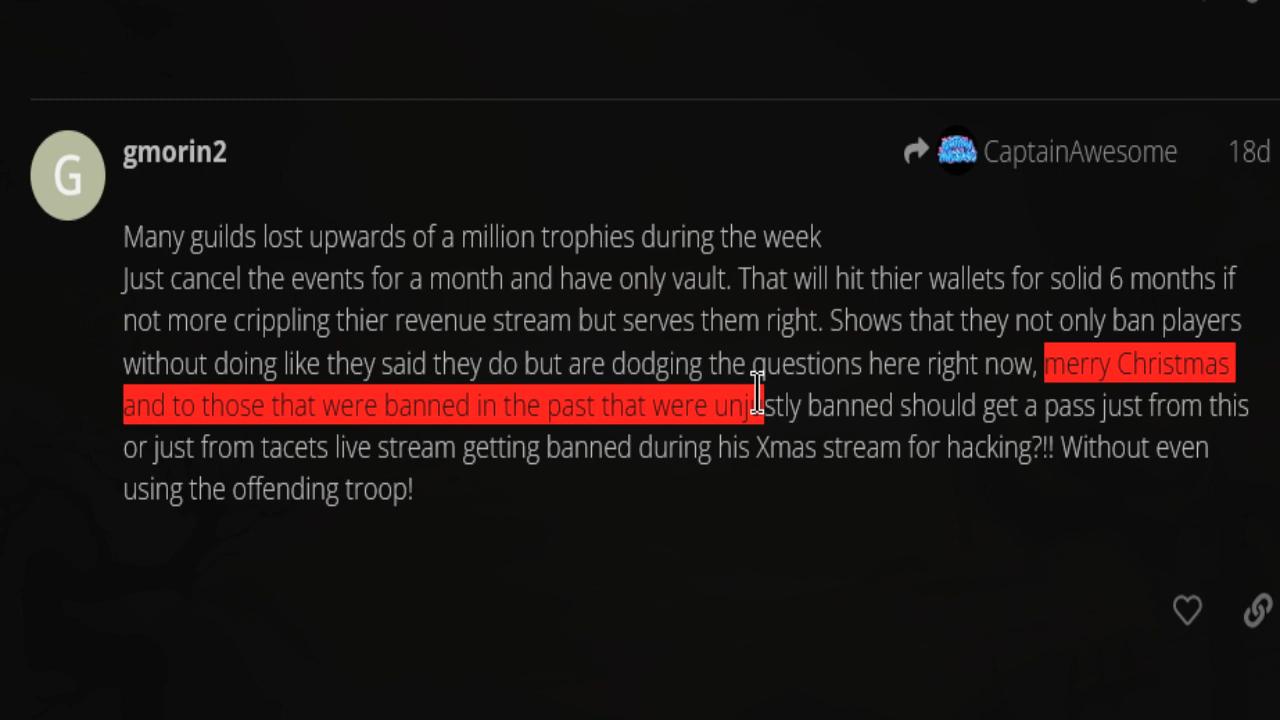 G
gmorin2
CaptainAwesome
18d
Many guilds lost upwards of a million trophies during the week
Just cancel the events for a month and have only vault. That will hit thier wallets for solid 6 months if
not more crippling thier revenue stream but serves them right. Shows that they not only ban players
without doing like they said they do but are dodging the questions here right now, merry Christmas
and to those that were banned in the past that were unjustly banned should get a pass just from this
or just from tacets live stream getting banned during his Xmas stream for hacking?!! Without even
using the offending troop!